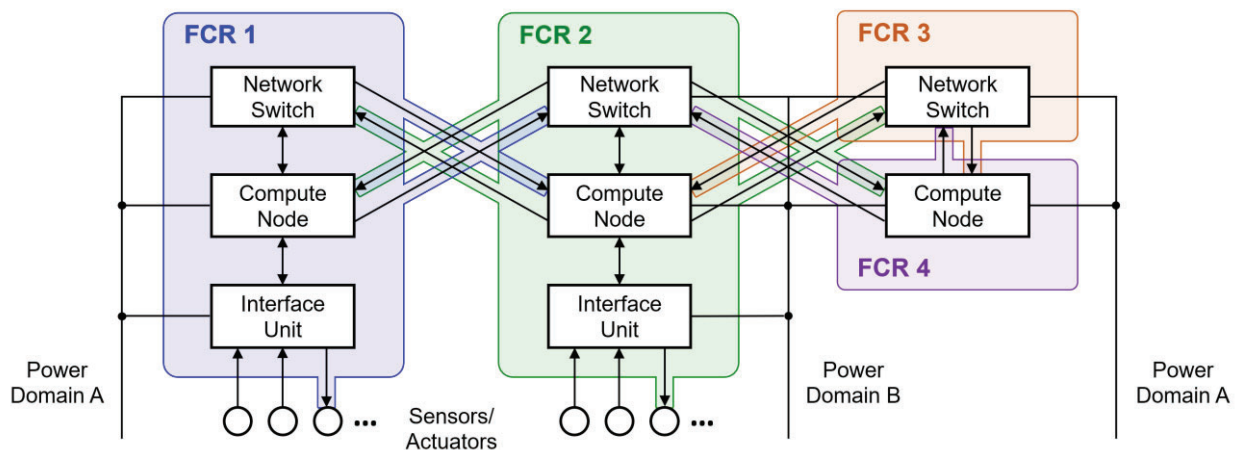 FCR 1
FCR 2
FCR 3
Network
Switch
Network
Switch
Network
Switch
Compute
Node
Compute
Node
Compute
Node
FCR 4
Interface
Unit
Interface
Unit
Power
Domain A
Power
Domain B
Power
Domain A
...
Sensors/
Actuators
...